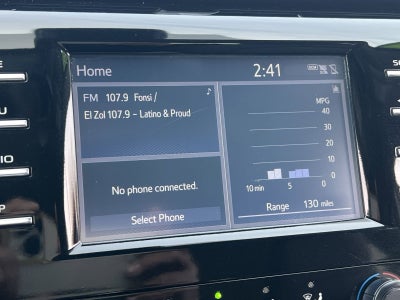 Home
2:41
DCM
FM 107.9 Fonsi /
El Zol 107.9 – Latino & Proud
No phone connected.
Select Phone
MPG
40
30
20
10
0
10 min
5
0
Range 130 miles